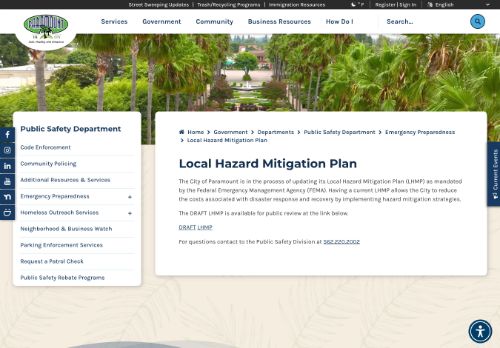 Street Sweeping Updates | Trash/Recycling Programs | Immigration Resources
°F Register | Sign In English
PARAMOUNT
Services Government Community Business Resources How Do I Search...
Public Safety Department
Code Enforcement
Community Policing
Additional Resources & Services
Emergency Preparedness +
Homeless Outreach Services +
Neighborhood & Business Watch
Parking Enforcement Services
Request a Patrol Check
Public Safety Rebate Programs
Home > Government > Departments > Public Safety Department > Emergency Preparedness
> Local Hazard Mitigation Plan
Local Hazard Mitigation Plan
The City of Paramount is in the process of updating its Local Hazard Mitigation Plan (LHMP) as mandated
by the Federal Emergency Management Agency (FEMA). Having a current LHMP allows the City to reduce
the costs associated with disaster response and recovery by implementing hazard mitigation strategies.
The DRAFT LHMP is available for public review at the link below.
DRAFT LHMP
For questions contact to the Public Safety Division at 562.220.2002
Current Events